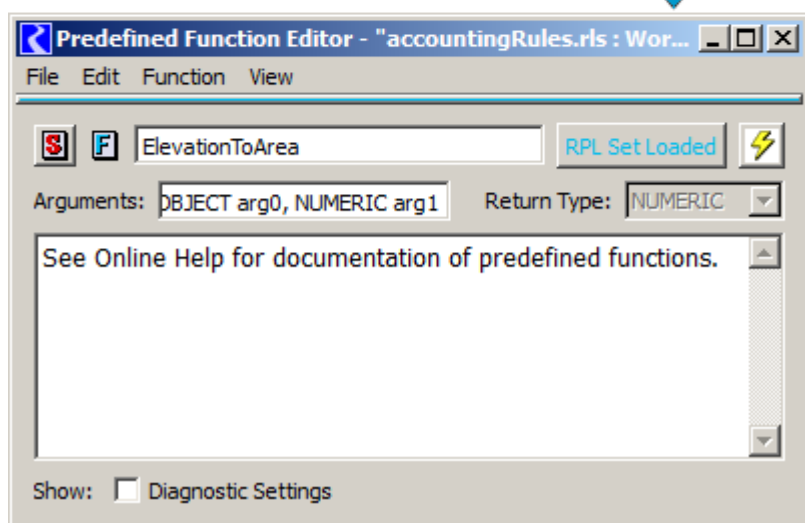 Predefined Function Editor - "accountingRules.rls : Wor...
File Edit Function View
S F ElevationToArea RPL Set Loaded
Arguments: OBJECT arg0, NUMERIC arg1 Return Type: NUMERIC
See Online Help for documentation of predefined functions.
Show: Diagnostic Settings